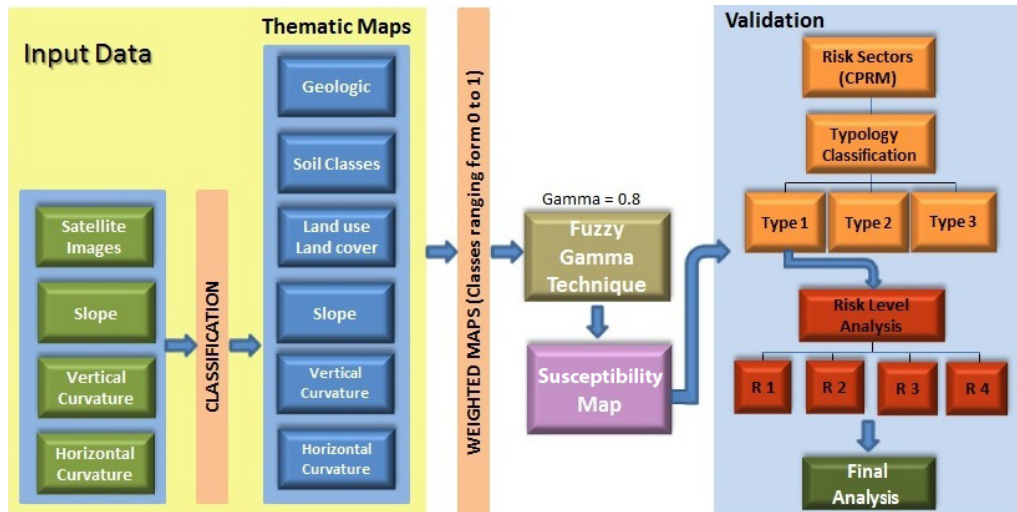 Input Data
Satellite
Images
Slope
Vertical
Curvature
Horizontal
Curvature
CLASSIFICATION
Thematic Maps
Geologic
Soil Classes
Land use
Land cover
Slope
Vertical
Curvature
Horizontal
Curvature
WEIGHTED MAPS (Classes ranging form 0 to 1)
Gamma = 0.8
Fuzzy
Gamma
Technique
Susceptibility
Map
Validation
Risk Sectors
(CPRM)
Typology
Classification
Type 1
Type 2
Type 3
Risk Level
Analysis
R 1
R 2
R 3
R 4
Final
Analysis